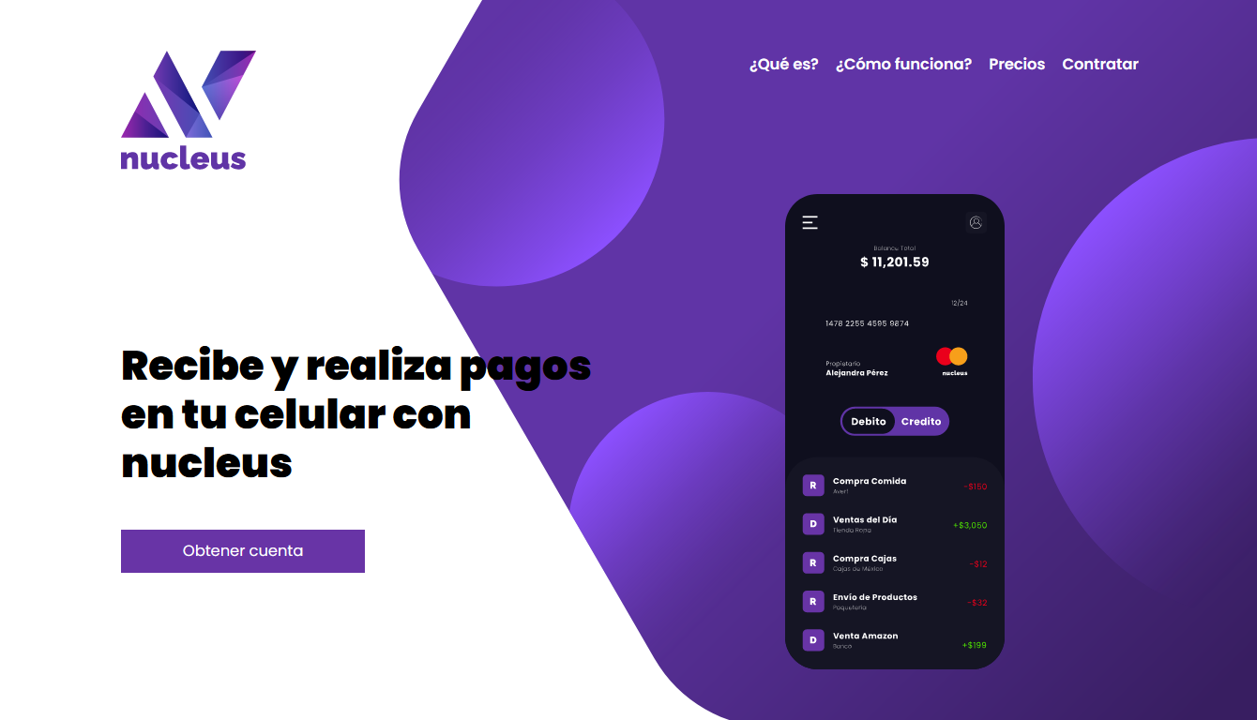 nucleus
¿Qué es? ¿Cómo funciona? Precios Contratar
Recibe y realiza pagos
en tu celular con
nucleus
Obtener cuenta
Balance Total
$ 11,201.59
12/24
1478 2255 4595 9874
Propietario
Alejandra Pérez
nucleus
Debito Credito
R Compra Comida -$150
Aver!
D Ventas del Día +$3,050
Tienda Roma
R Compra Cajas -$12
Cajas de México
R Envío de Productos -$32
Paquetería
D Venta Amazon +$199
Banco